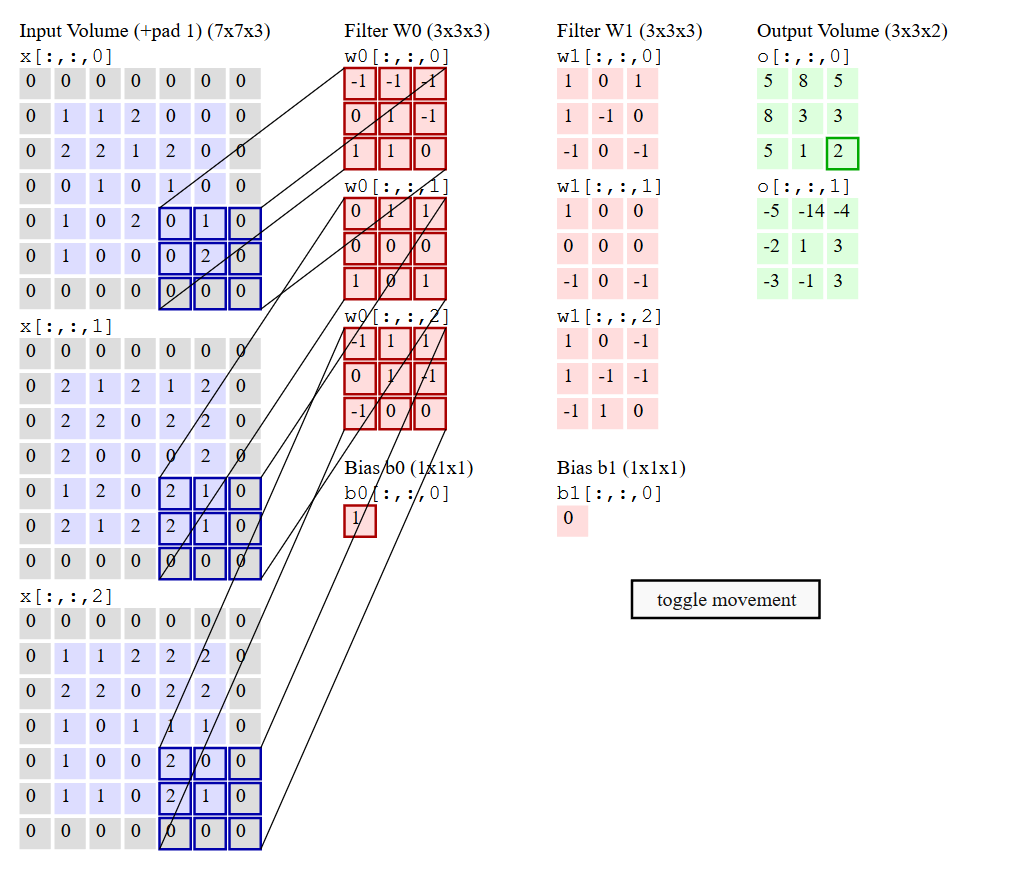 Input Volume (+pad 1) (7x7x3)
x[:,:,0]
0 0 0 0 0 0 0
0 1 1 2 0 0 0
0 2 2 1 2 0 0
0 0 1 0 1 0 0
0 1 0 2 0 1 0
0 1 0 0 0 2 0
0 0 0 0 0 0 0
x[:,:,1]
0 0 0 0 0 0 0
0 2 1 2 1 2 0
0 2 2 0 2 2 0
0 2 0 0 0 2 0
0 1 2 0 2 1 0
0 2 1 2 2 1 0
0 0 0 0 0 0 0
x[:,:,2]
0 0 0 0 0 0 0
0 1 1 2 2 2 0
0 2 2 0 2 2 0
0 1 0 1 1 1 0
0 1 0 0 2 0 0
0 1 1 0 2 1 0
0 0 0 0 0 0 0
Filter W0 (3x3x3)
w0[:,:,0]
-1 -1 -1
0 1 -1
1 1 0
w0[:,:,1]
0 1 1
0 0 0
1 0 1
w0[:,:,2]
-1 1 1
0 1 -1
-1 0 0
Bias b0 (1x1x1)
b0[:,:,0]
1
Filter W1 (3x3x3)
w1[:,:,0]
1 0 1
1 -1 0
-1 0 -1
w1[:,:,1]
1 0 0
0 0 0
-1 0 -1
w1[:,:,2]
1 0 -1
1 -1 -1
-1 1 0
Bias b1 (1x1x1)
b1[:,:,0]
0
Output Volume (3x3x2)
o[:,:,0]
5 8 5
8 3 3
5 1 2
o[:,:,1]
-5 -14 -4
-2 1 3
-3 -1 3
toggle movement